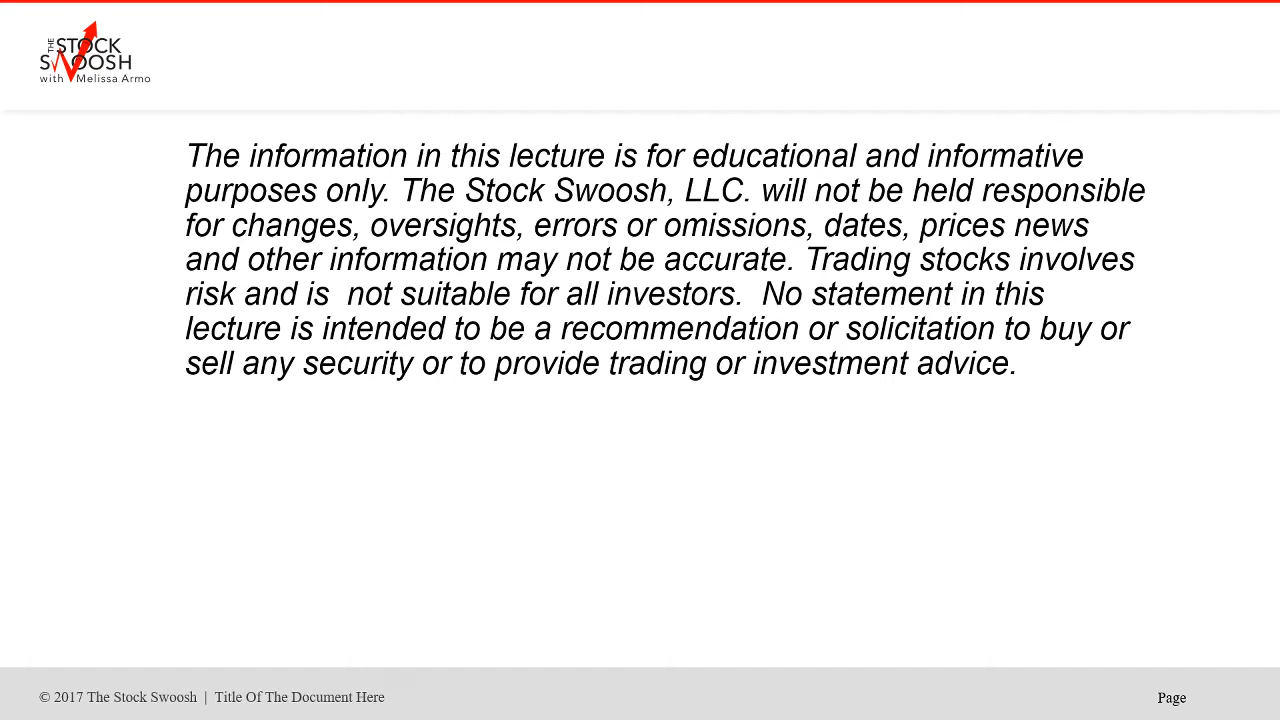 THE STOCK
SWOOSH
with Melissa Armo
The information in this lecture is for educational and informative
purposes only. The Stock Swoosh, LLC. will not be held responsible
for changes, oversights, errors or omissions, dates, prices news
and other information may not be accurate. Trading stocks involves
risk and is  not suitable for all investors.  No statement in this
lecture is intended to be a recommendation or solicitation to buy or
sell any security or to provide trading or investment advice.
© 2017 The Stock Swoosh | Title Of The Document Here
Page